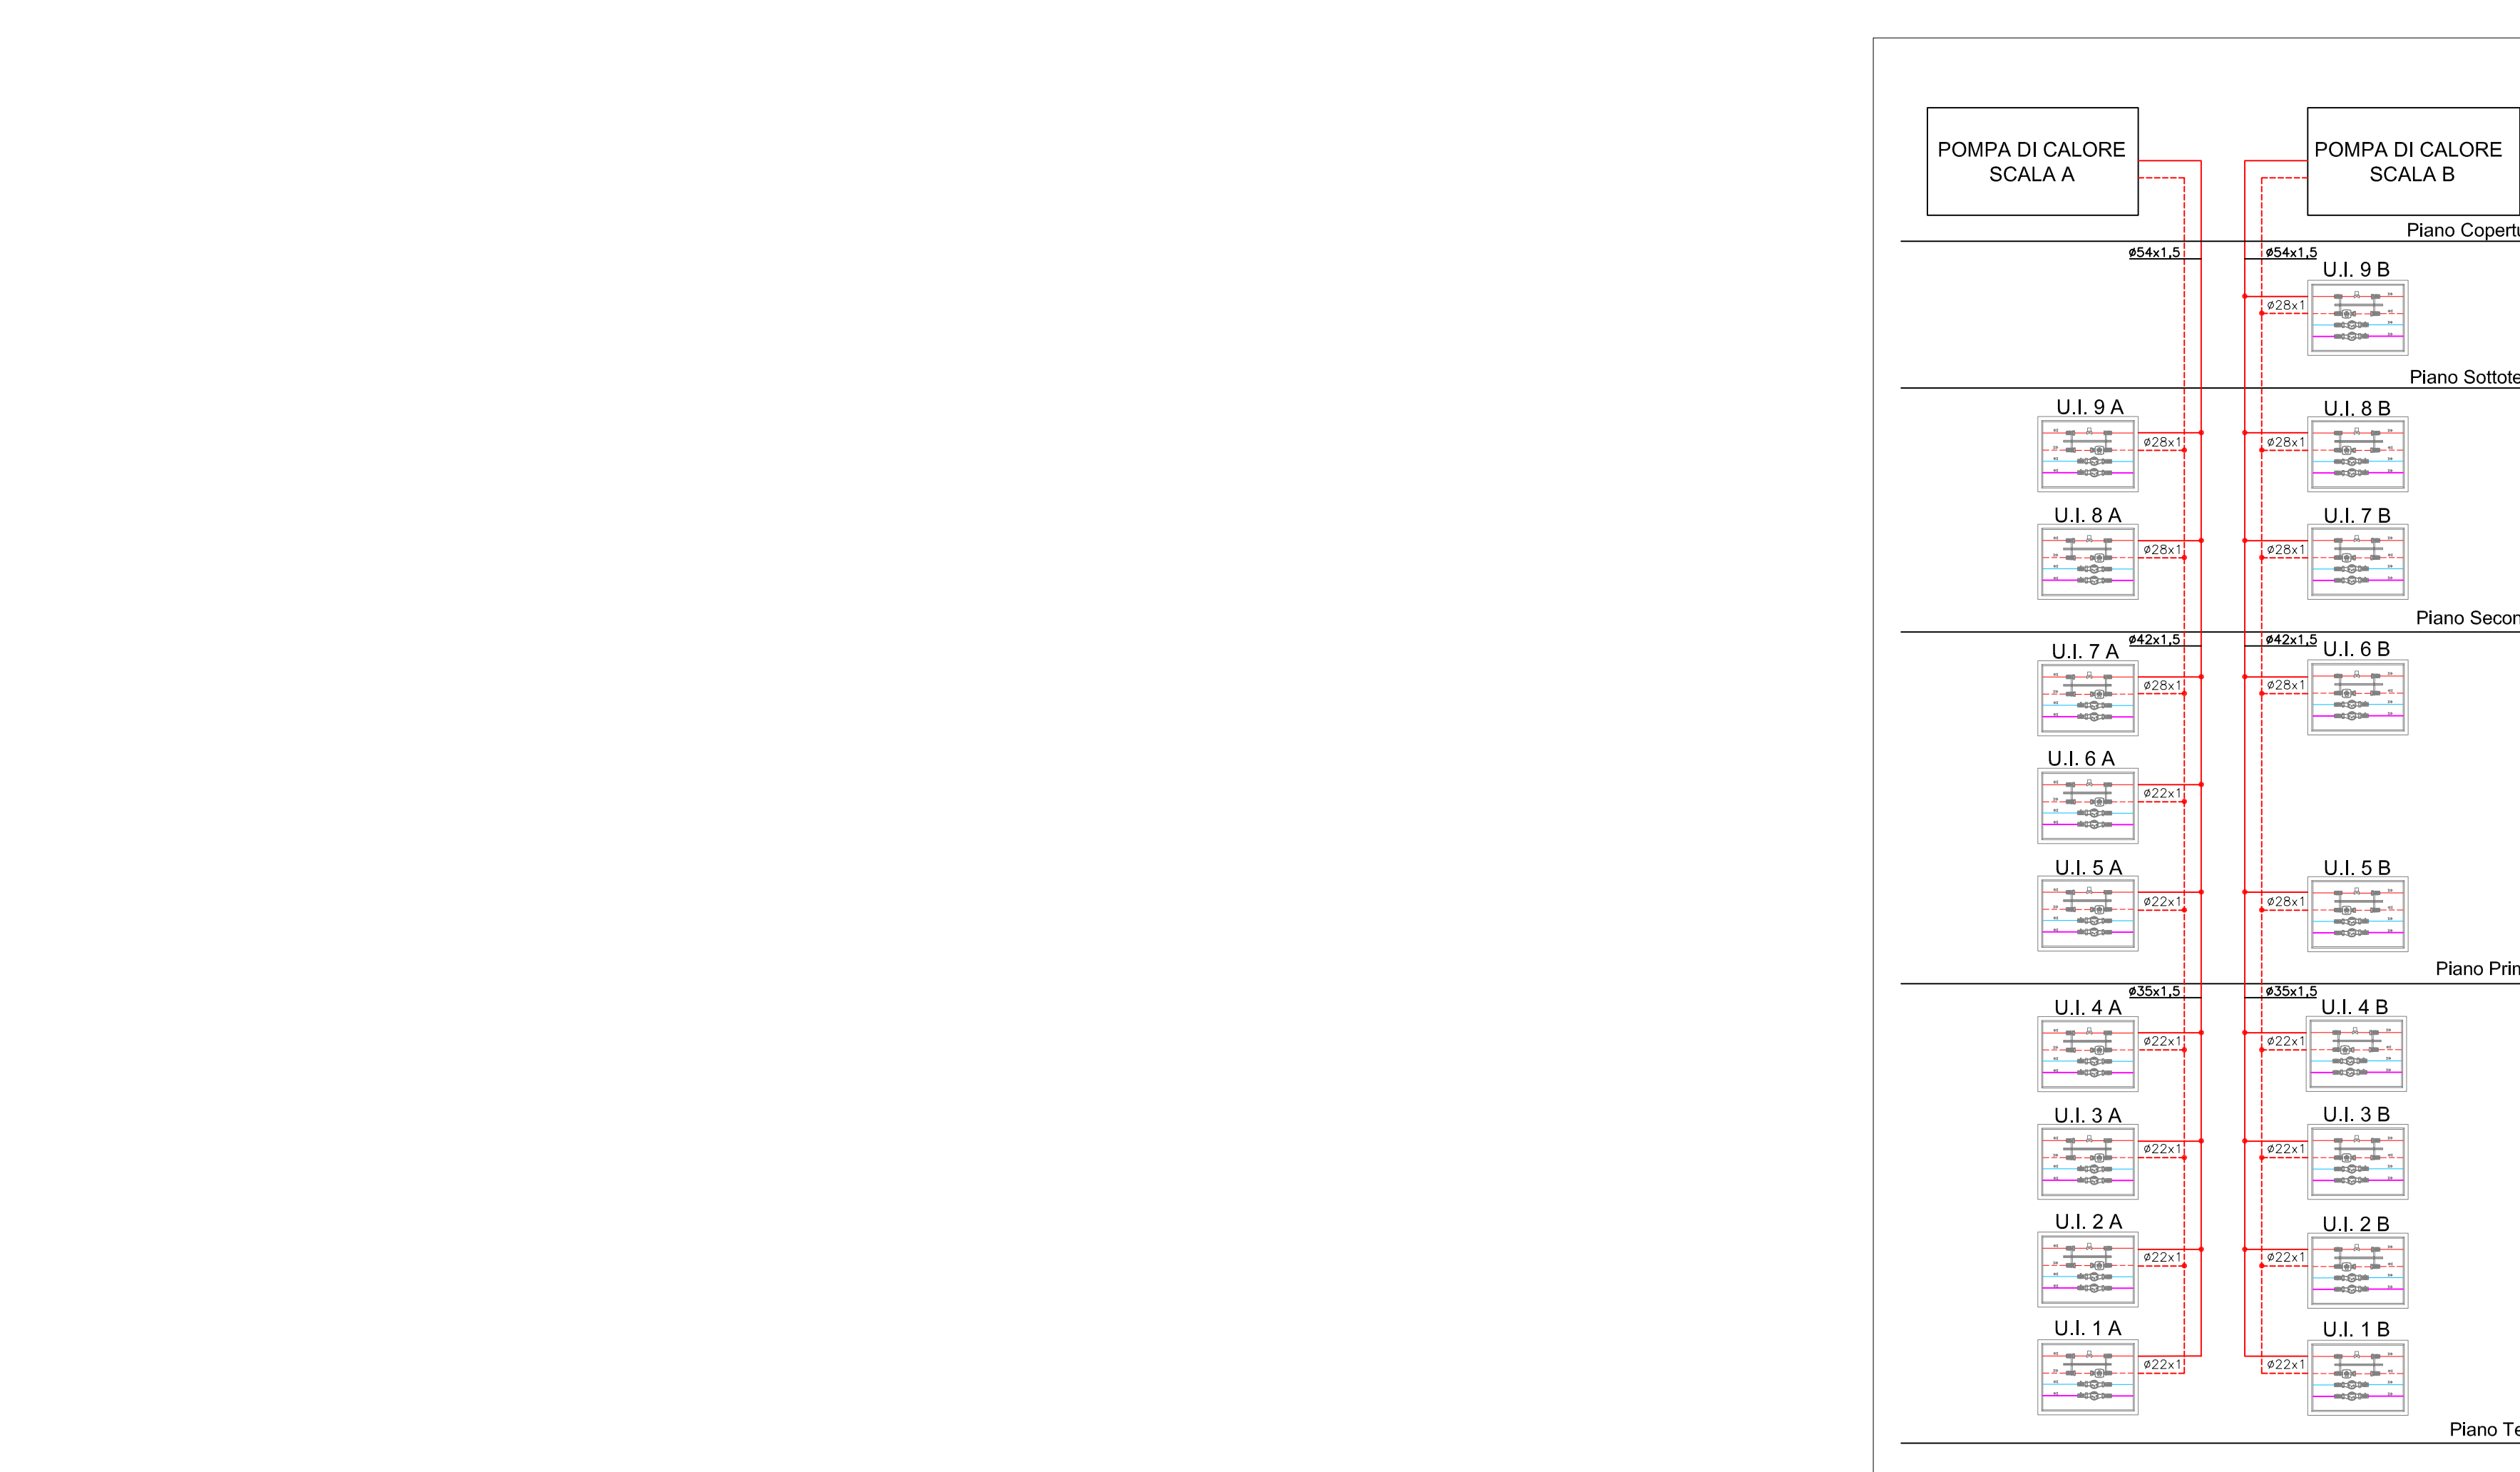 POMPA DI CALORE
SCALA A
POMPA DI CALORE
SCALA B
Piano Copertu
ø54x1,5
ø54x1,5
U.I. 9 B
ø28x1
Piano Sottote
U.I. 9 A
U.I. 8 B
ø28x1
ø28x1
U.I. 8 A
U.I. 7 B
ø28x1
ø28x1
Piano Secon
ø42x1,5
ø42x1,5
U.I. 7 A
U.I. 6 B
ø28x1
ø28x1
U.I. 6 A
ø22x1
U.I. 5 A
U.I. 5 B
ø22x1
ø28x1
Piano Prim
ø35x1,5
ø35x1,5
U.I. 4 A
U.I. 4 B
ø22x1
ø22x1
U.I. 3 A
U.I. 3 B
ø22x1
ø22x1
U.I. 2 A
U.I. 2 B
ø22x1
ø22x1
U.I. 1 A
U.I. 1 B
ø22x1
ø22x1
Piano Te